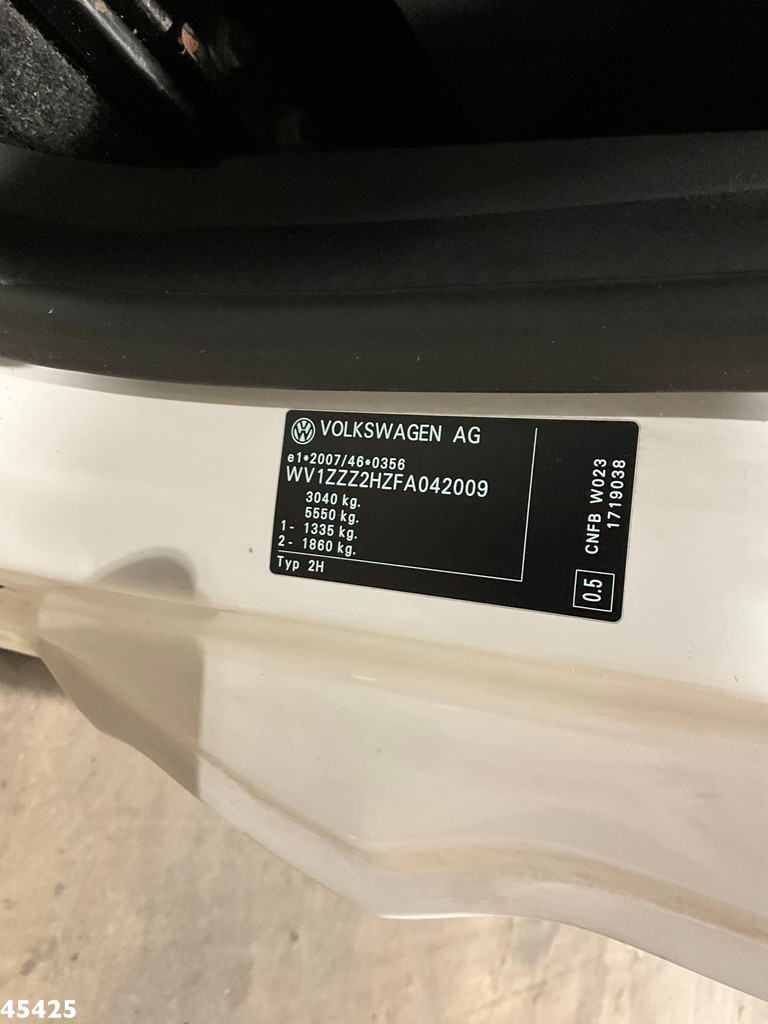 VOLKSWAGEN AG
e1*2007/46*0356
WV1ZZZ2HZFA042009
3040 kg.
5550 kg.
1- 1335 kg.
2- 1860 kg.
Typ 2H
CNFB W023
1719038
0.5
45425